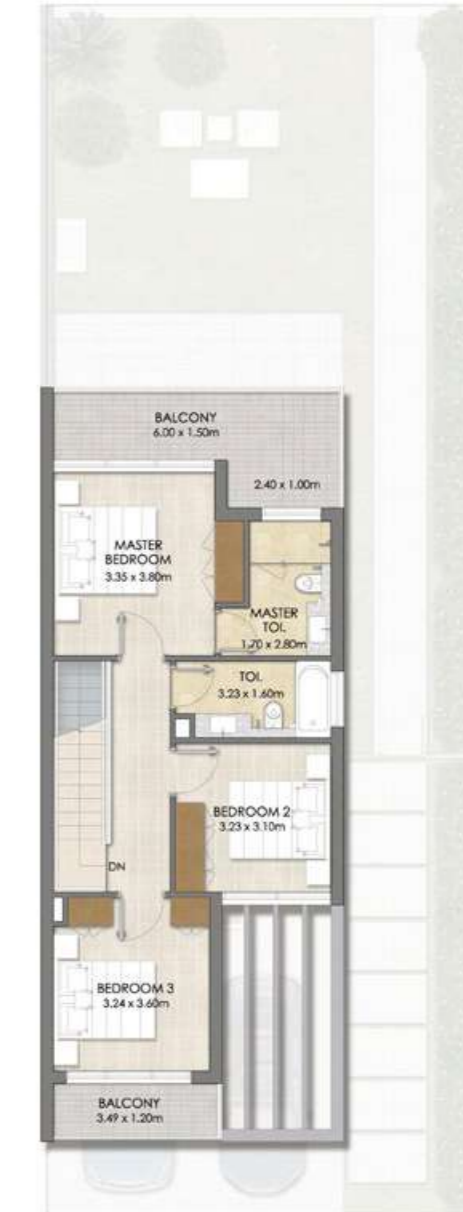 BALCONY
6.00 x 1.50m
2.40 x 1.00m
MASTER
BEDROOM
3.35 x 3.80m
MASTER
TOI.
1.70 x 2.80m
TOI.
3.23 x 1.60m
BEDROOM 2
3.23 x 3.10m
DN
BEDROOM 3
3.24 x 3.60m
BALCONY
3.49 x 1.20m